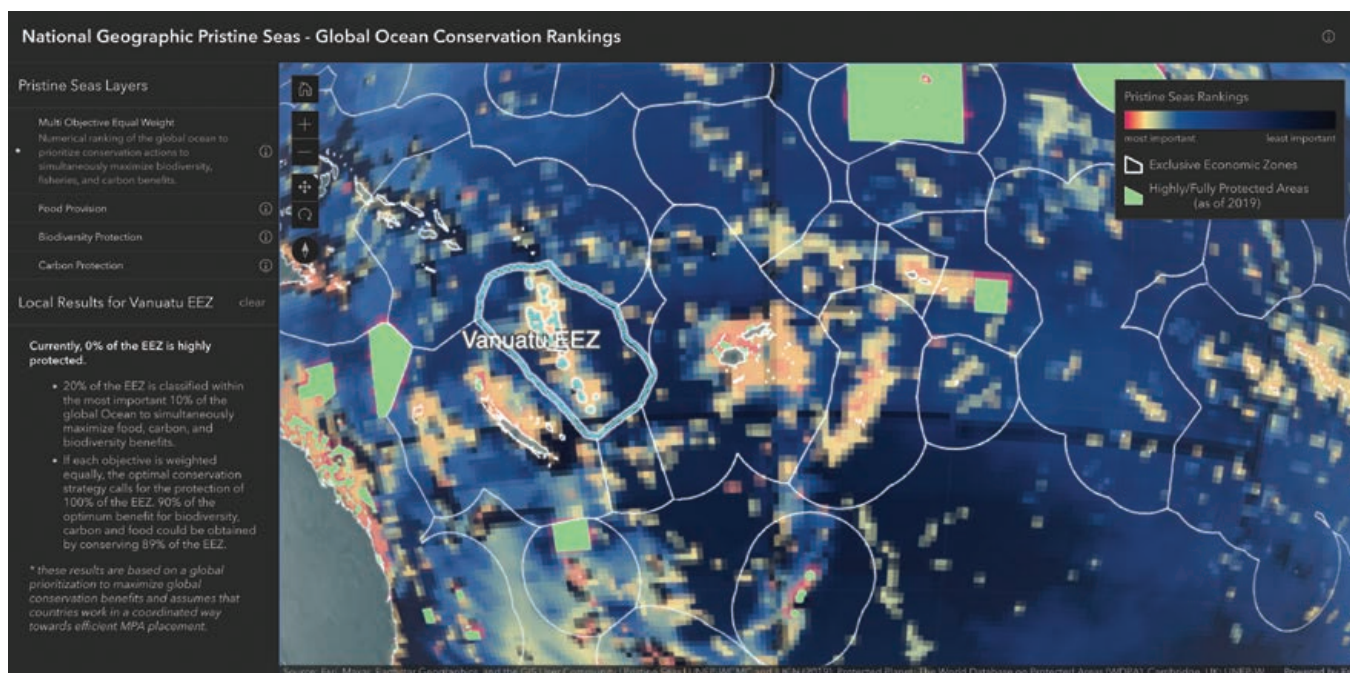 National Geographic Pristine Seas - Global Ocean Conservation Rankings
Pristine Seas Layers
Multi Objective Equal Weight
Numerical ranking of the global ocean to
prioritize conservation actions to
simultaneously maximize biodiversity,
fisheries, and carbon benefits.
Food Provision
Biodiversity Protection
Carbon Protection
Local Results for Vanuatu EEZ clear
Currently, 0% of the EEZ is highly
protected.
• 20% of the EEZ is classified within
the most important 10% of the
global Ocean to simultaneously
maximize food, carbon, and
biodiversity benefits.
• If each objective is weighted
equally, the optimal conservation
strategy calls for the protection of
100% of the EEZ. 90% of the
optimum benefit for biodiversity,
carbon and food could be obtained
by conserving 89% of the EEZ.
* these results are based on a global
prioritization to maximize global
conservation benefits and assumes that
countries work in a coordinated way
towards efficient MPA placement.
Vanuatu EEZ
Pristine Seas Rankings
most important least important
Exclusive Economic Zones
Highly/Fully Protected Areas
(as of 2019)